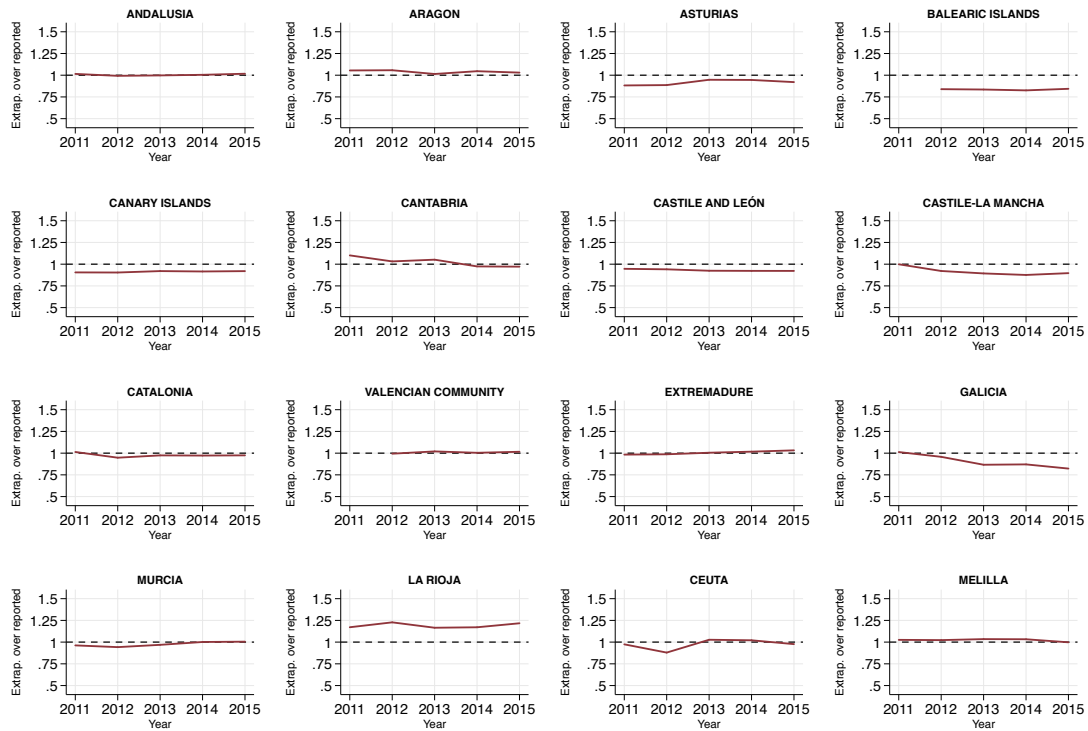 ANDALUSIA
Extrap. over reported
1.5
1.25
1
.75
.5
2011 2012 2013 2014 2015
Year
ARAGON
Extrap. over reported
1.5
1.25
1
.75
.5
2011 2012 2013 2014 2015
Year
ASTURIAS
Extrap. over reported
1.5
1.25
1
.75
.5
2011 2012 2013 2014 2015
Year
BALEARIC ISLANDS
Extrap. over reported
1.5
1.25
1
.75
.5
2011 2012 2013 2014 2015
Year
CANARY ISLANDS
Extrap. over reported
1.5
1.25
1
.75
.5
2011 2012 2013 2014 2015
Year
CANTABRIA
Extrap. over reported
1.5
1.25
1
.75
.5
2011 2012 2013 2014 2015
Year
CASTILE AND LEÓN
Extrap. over reported
1.5
1.25
1
.75
.5
2011 2012 2013 2014 2015
Year
CASTILE-LA MANCHA
Extrap. over reported
1.5
1.25
1
.75
.5
2011 2012 2013 2014 2015
Year
CATALONIA
Extrap. over reported
1.5
1.25
1
.75
.5
2011 2012 2013 2014 2015
Year
VALENCIAN COMMUNITY
Extrap. over reported
1.5
1.25
1
.75
.5
2011 2012 2013 2014 2015
Year
EXTREMADURE
Extrap. over reported
1.5
1.25
1
.75
.5
2011 2012 2013 2014 2015
Year
GALICIA
Extrap. over reported
1.5
1.25
1
.75
.5
2011 2012 2013 2014 2015
Year
MURCIA
Extrap. over reported
1.5
1.25
1
.75
.5
2011 2012 2013 2014 2015
Year
LA RIOJA
Extrap. over reported
1.5
1.25
1
.75
.5
2011 2012 2013 2014 2015
Year
CEUTA
Extrap. over reported
1.5
1.25
1
.75
.5
2011 2012 2013 2014 2015
Year
MELILLA
Extrap. over reported
1.5
1.25
1
.75
.5
2011 2012 2013 2014 2015
Year